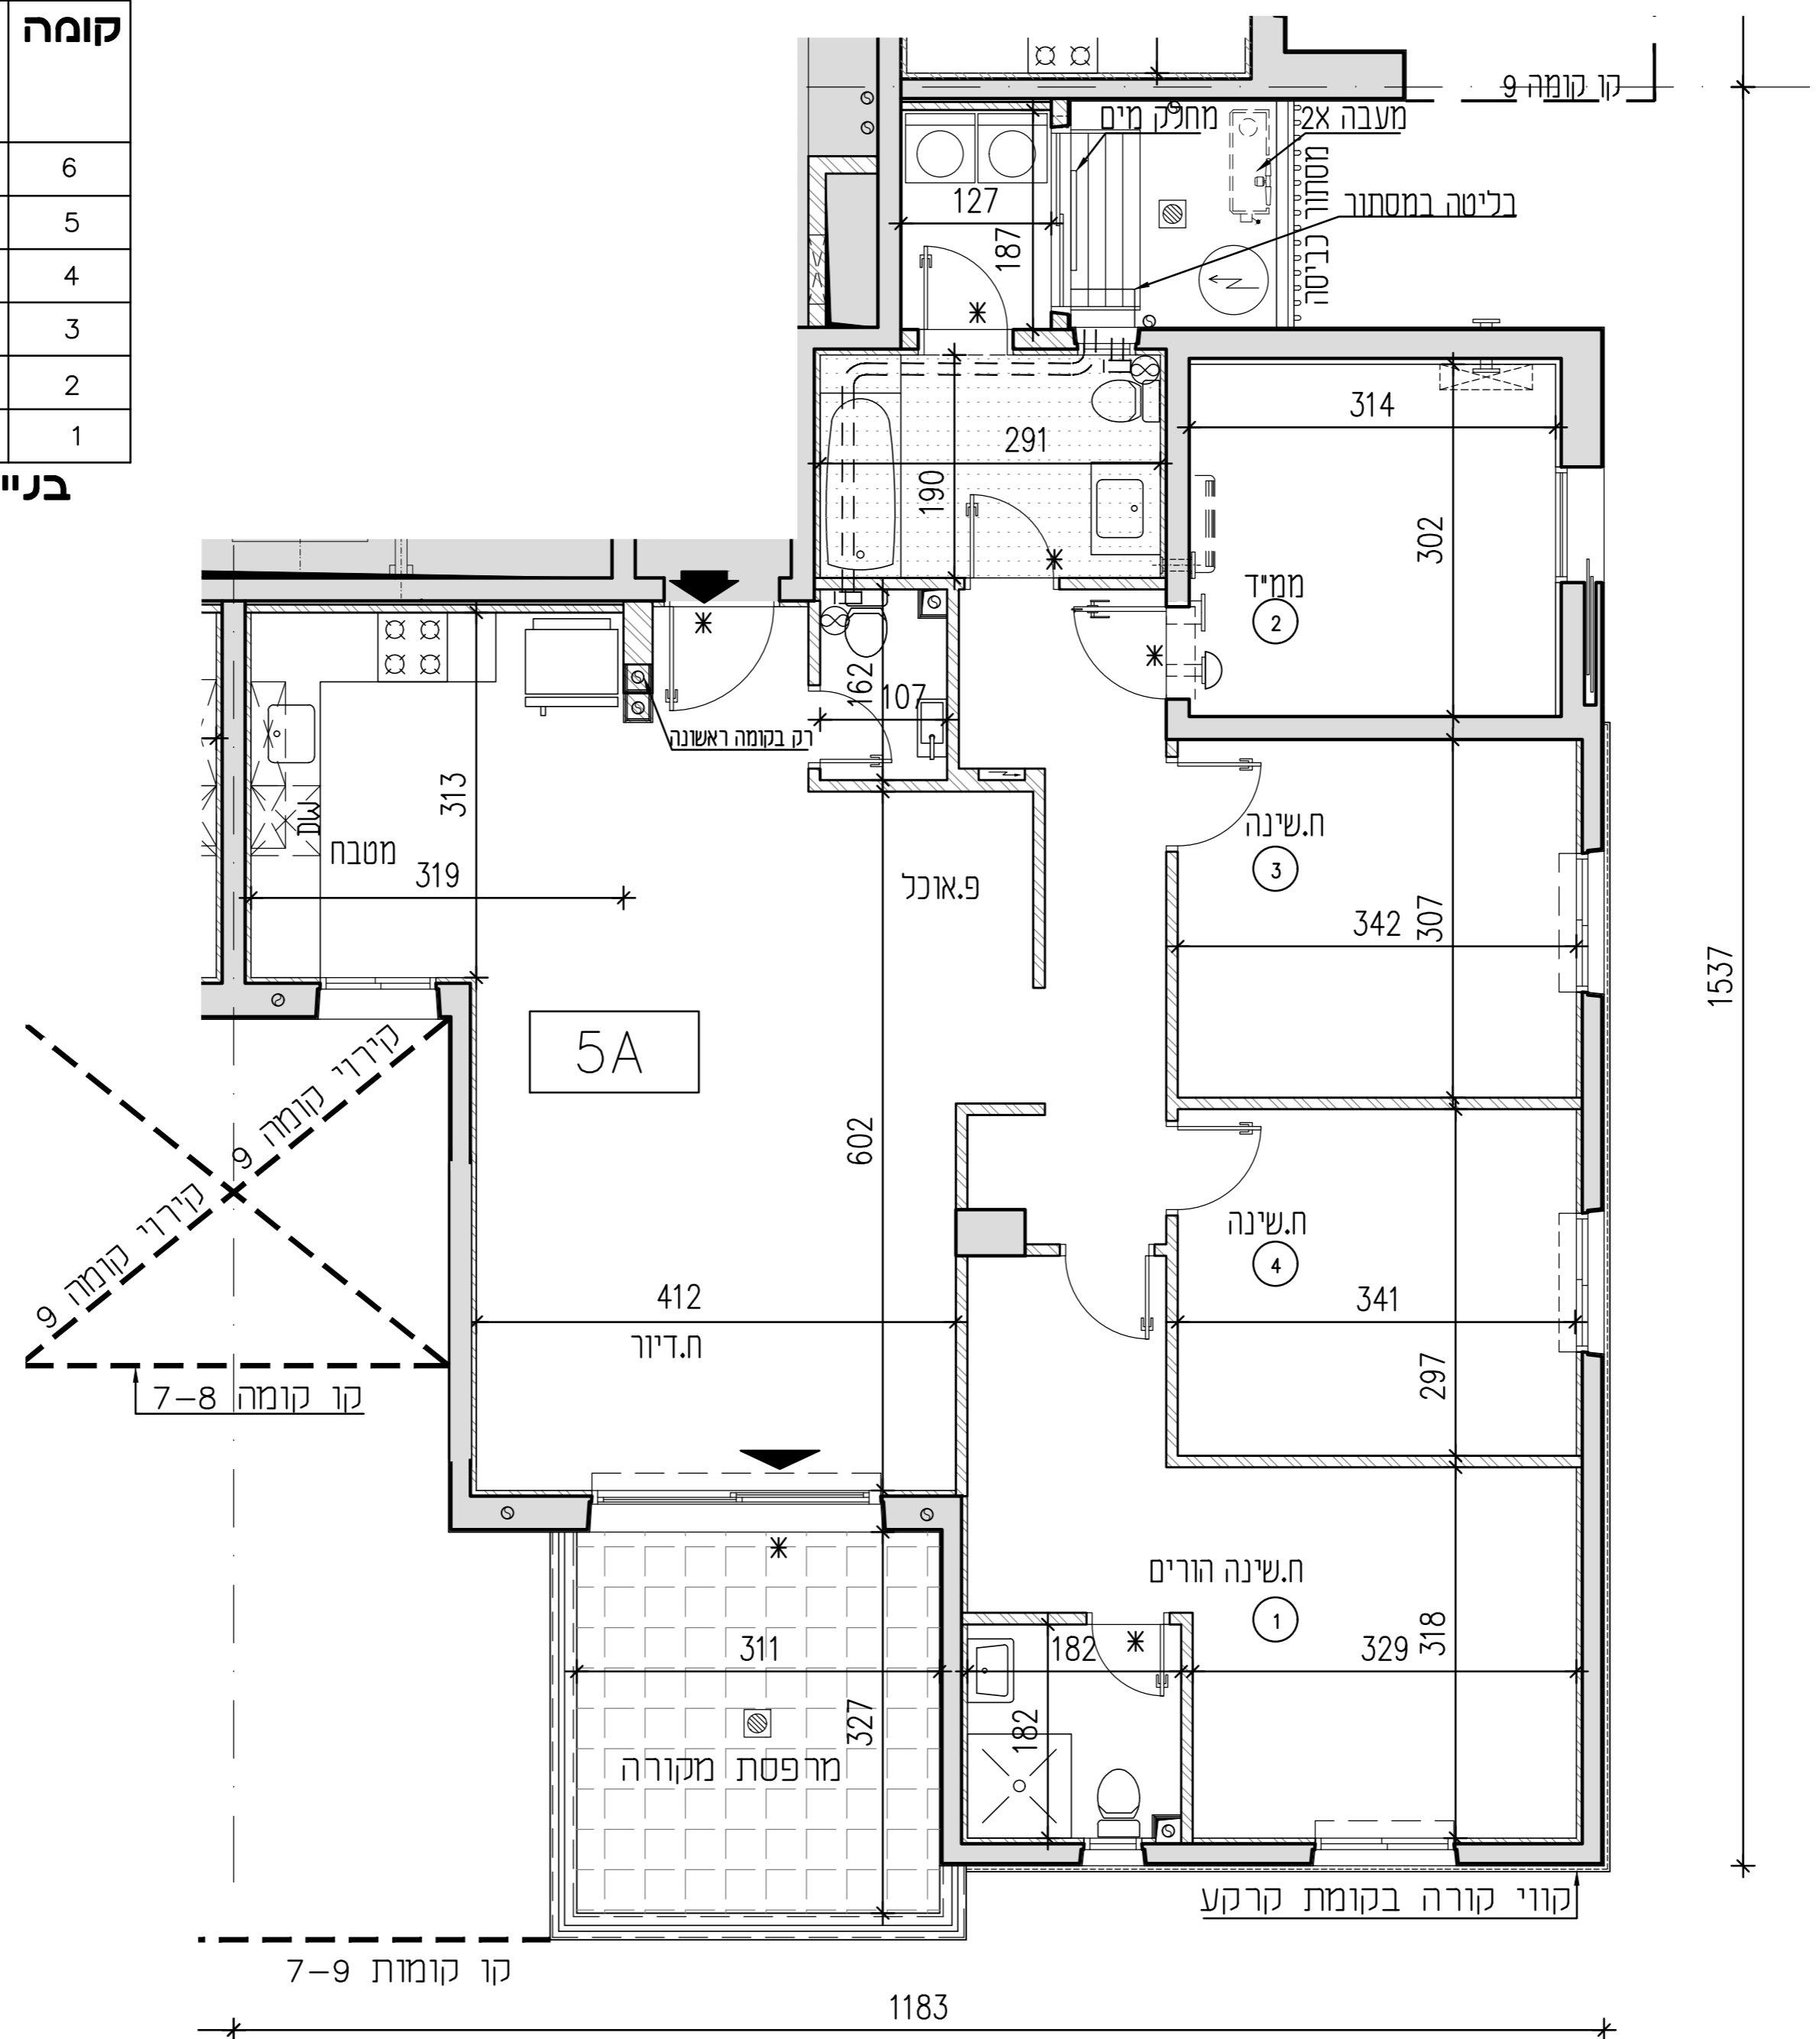 קומה
6
5
4
3
2
1
קו קומה 9
מחלק מים
מעבה 2X
מסתור כביסה
בליטה במסתור
127
187
314
291
190
302
ממ"ד
2
162
107
רק בקומה ראשונה
313
DW
מטבח
319
פ.אוכל
ח.שינה
3
342
307
1537
5A
קירוי קומה 9
קירוי קומה 9
602
ח.שינה
4
412
341
ח.דיור
297
קו קומה 7-8
ח.שינה הורים
1
311
182
329
318
327
182
מרפסת מקורה
קווי קורה בקומת קרקע
קו קומות 7-9
1183